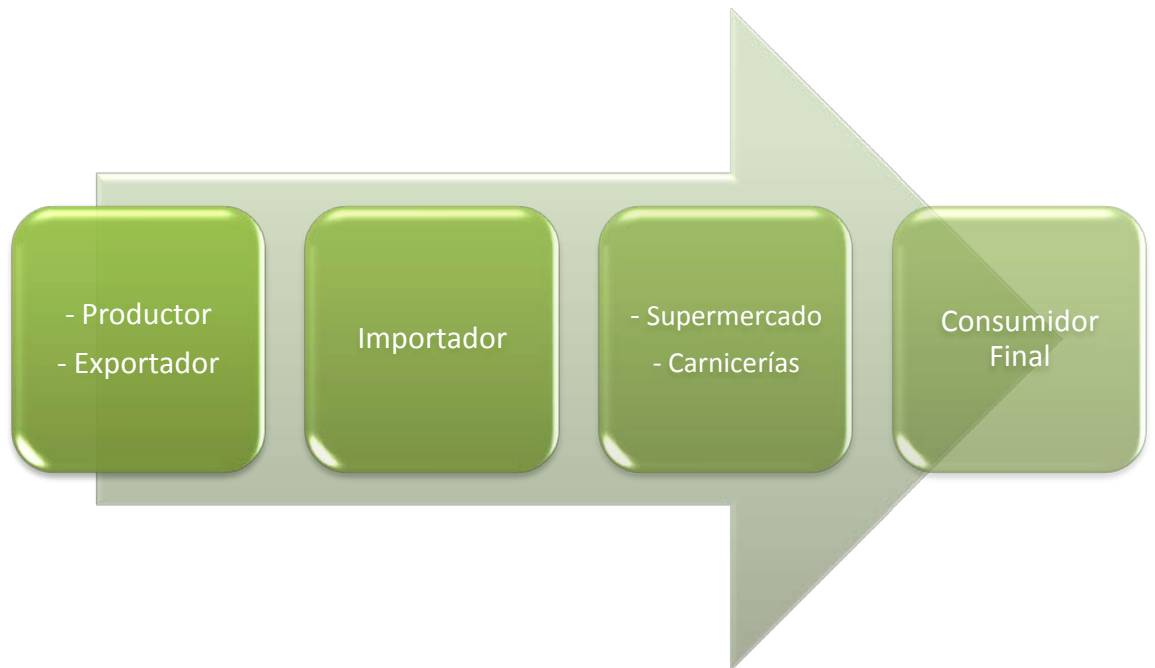 - Productor
- Exportador
Importador
- Supermercado
- Carnicerías
Consumidor
Final